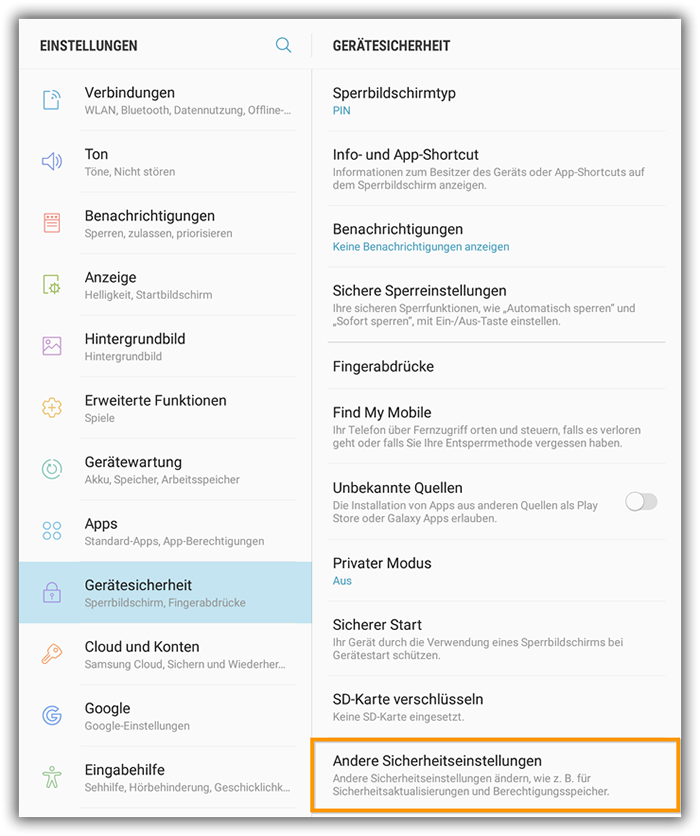 EINSTELLUNGEN
Verbindungen
WLAN, Bluetooth, Datennutzung, Offline-...
Ton
Töne, Nicht stören
Benachrichtigungen
Sperren, zulassen, priorisieren
Anzeige
Helligkeit, Startbildschirm
Hintergrundbild
Hintergrundbild
Erweiterte Funktionen
Spiele
Gerätewartung
Akku, Speicher, Arbeitsspeicher
Apps
Standard-Apps, App-Berechtigungen
Gerätesicherheit
Sperrbildschirm, Fingerabdrücke
Cloud und Konten
Samsung Cloud, Sichern und Wiederher...
Google
Google-Einstellungen
Eingabehilfe
Sehhilfe, Hörbehinderung, Geschicklichk...
GERÄTESICHERHEIT
Sperrbildschirmtyp
PIN
Info- und App-Shortcut
Informationen zum Besitzer des Geräts oder App-Shortcuts auf
dem Sperrbildschirm anzeigen.
Benachrichtigungen
Keine Benachrichtigungen anzeigen
Sichere Sperreinstellungen
Ihre sicheren Sperrfunktionen, wie „Automatisch sperren" und
„Sofort sperren", mit Ein-/Aus-Taste einstellen.
Fingerabdrücke
Find My Mobile
Ihr Telefon über Fernzugriff orten und steuern, falls es verloren
geht oder falls Sie Ihre Entsperrmethode vergessen haben.
Unbekannte Quellen
Die Installation von Apps aus anderen Quellen als Play
Store oder Galaxy Apps erlauben.
Privater Modus
Aus
Sicherer Start
Ihr Gerät durch die Verwendung eines Sperrbildschirms bei
Gerätestart schützen.
SD-Karte verschlüsseln
Keine SD-Karte eingesetzt.
Andere Sicherheitseinstellungen
Andere Sicherheitseinstellungen ändern, wie z. B. für
Sicherheitsaktualisierungen und Berechtigungsspeicher.